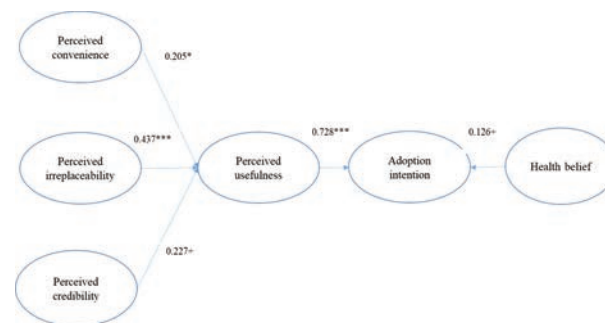 Perceived
convenience
0.205*
0.437***
Perceived
irreplaceability
Perceived
usefulness
0.728***
Adoption
intention
0.126+
Health belief
0.227+
Perceived
credibility